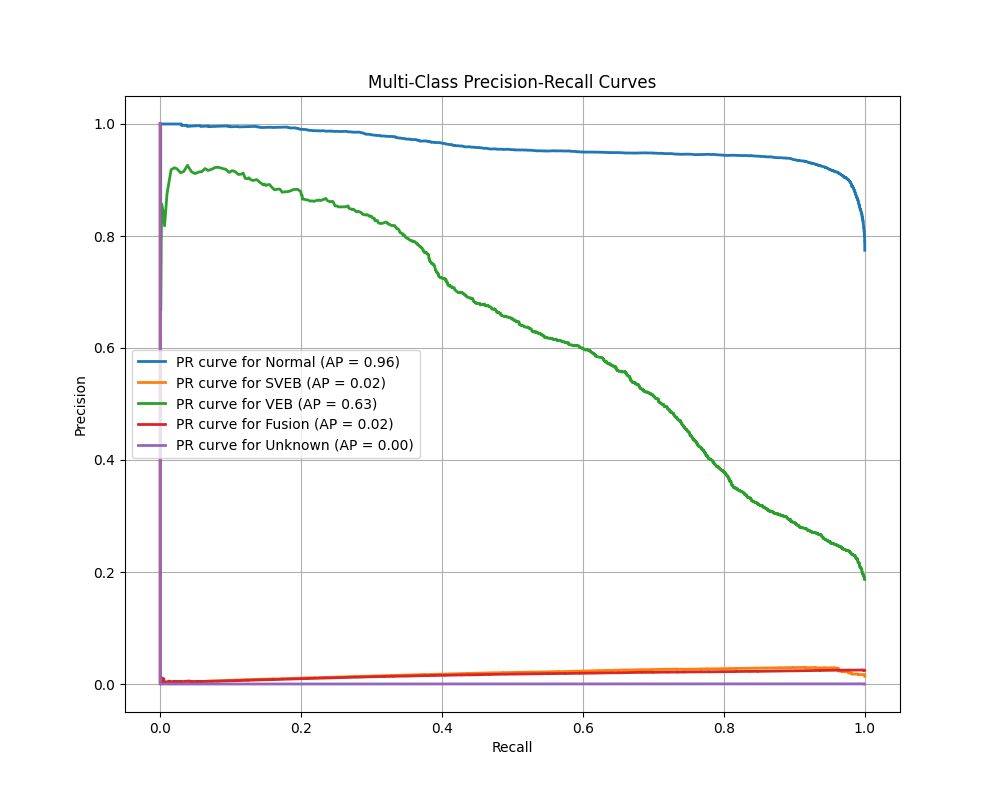 Multi-Class Precision-Recall Curves
1.0
0.8
0.6
0.4
0.2
0.0
Precision
PR curve for Normal (AP = 0.96)
PR curve for SVEB (AP = 0.02)
PR curve for VEB (AP = 0.63)
PR curve for Fusion (AP = 0.02)
PR curve for Unknown (AP = 0.00)
0.0 0.2 0.4 0.6 0.8 1.0
Recall